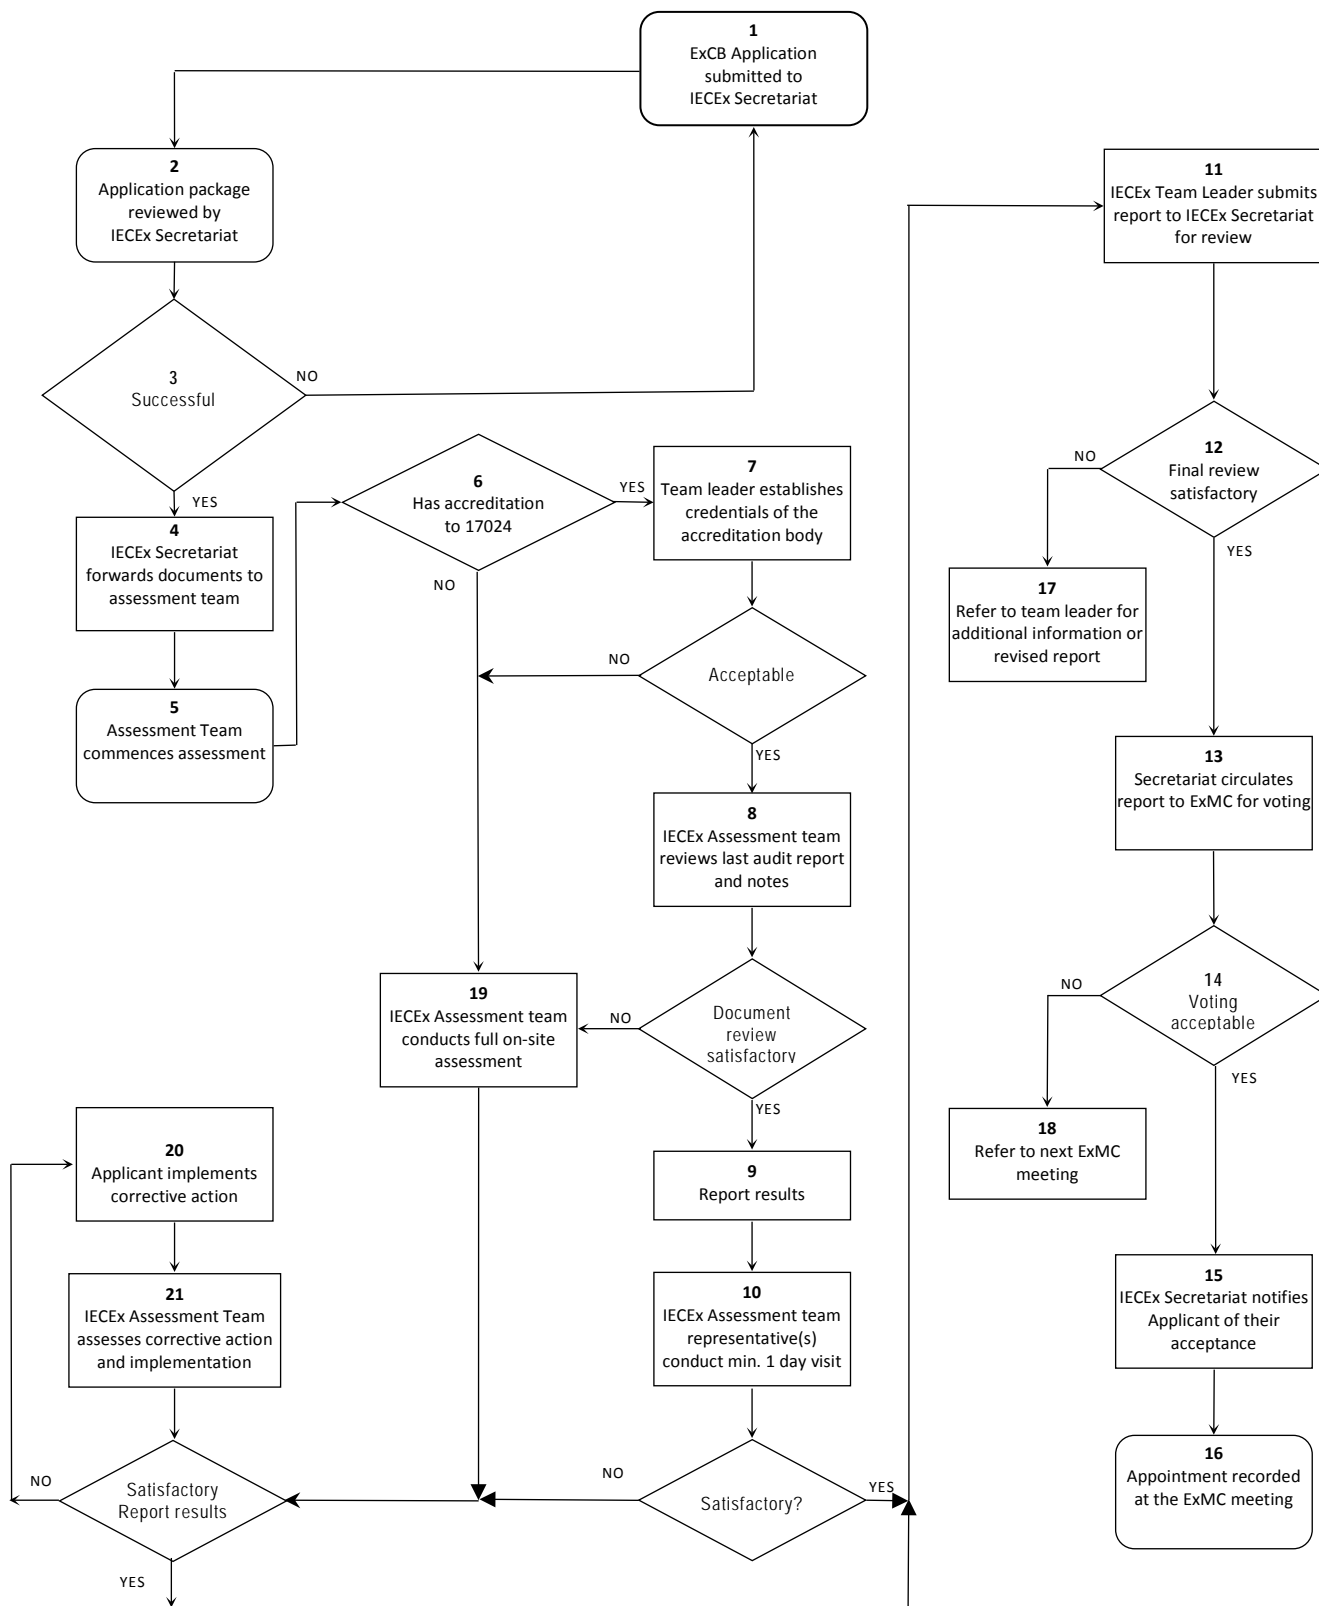 1
ExCB Application
submitted to
IECEx Secretariat
2
Application package
reviewed by
IECEx Secretariat
3
Successful
NO
YES
4
IECEx Secretariat
forwards documents to
assessment team
5
Assessment Team
commences assessment
6
Has accreditation
to 17024
YES
NO
7
Team leader establishes
credentials of the
accreditation body
Acceptable
NO
YES
8
IECEx Assessment team
reviews last audit report
and notes
Document
review
satisfactory
NO
YES
9
Report results
10
IECEx Assessment team
representative(s)
conduct min. 1 day visit
Satisfactory?
NO
YES
19
IECEx Assessment team
conducts full on-site
assessment
20
Applicant implements
corrective action
21
IECEx Assessment Team
assesses corrective action
and implementation
Satisfactory
Report results
NO
YES
11
IECEx Team Leader submits
report to IECEx Secretariat
for review
12
Final review
satisfactory
NO
YES
17
Refer to team leader for
additional information or
revised report
13
Secretariat circulates
report to ExMC for voting
14
Voting
acceptable
NO
YES
18
Refer to next ExMC
meeting
15
IECEx Secretariat notifies
Applicant of their
acceptance
16
Appointment recorded
at the ExMC meeting